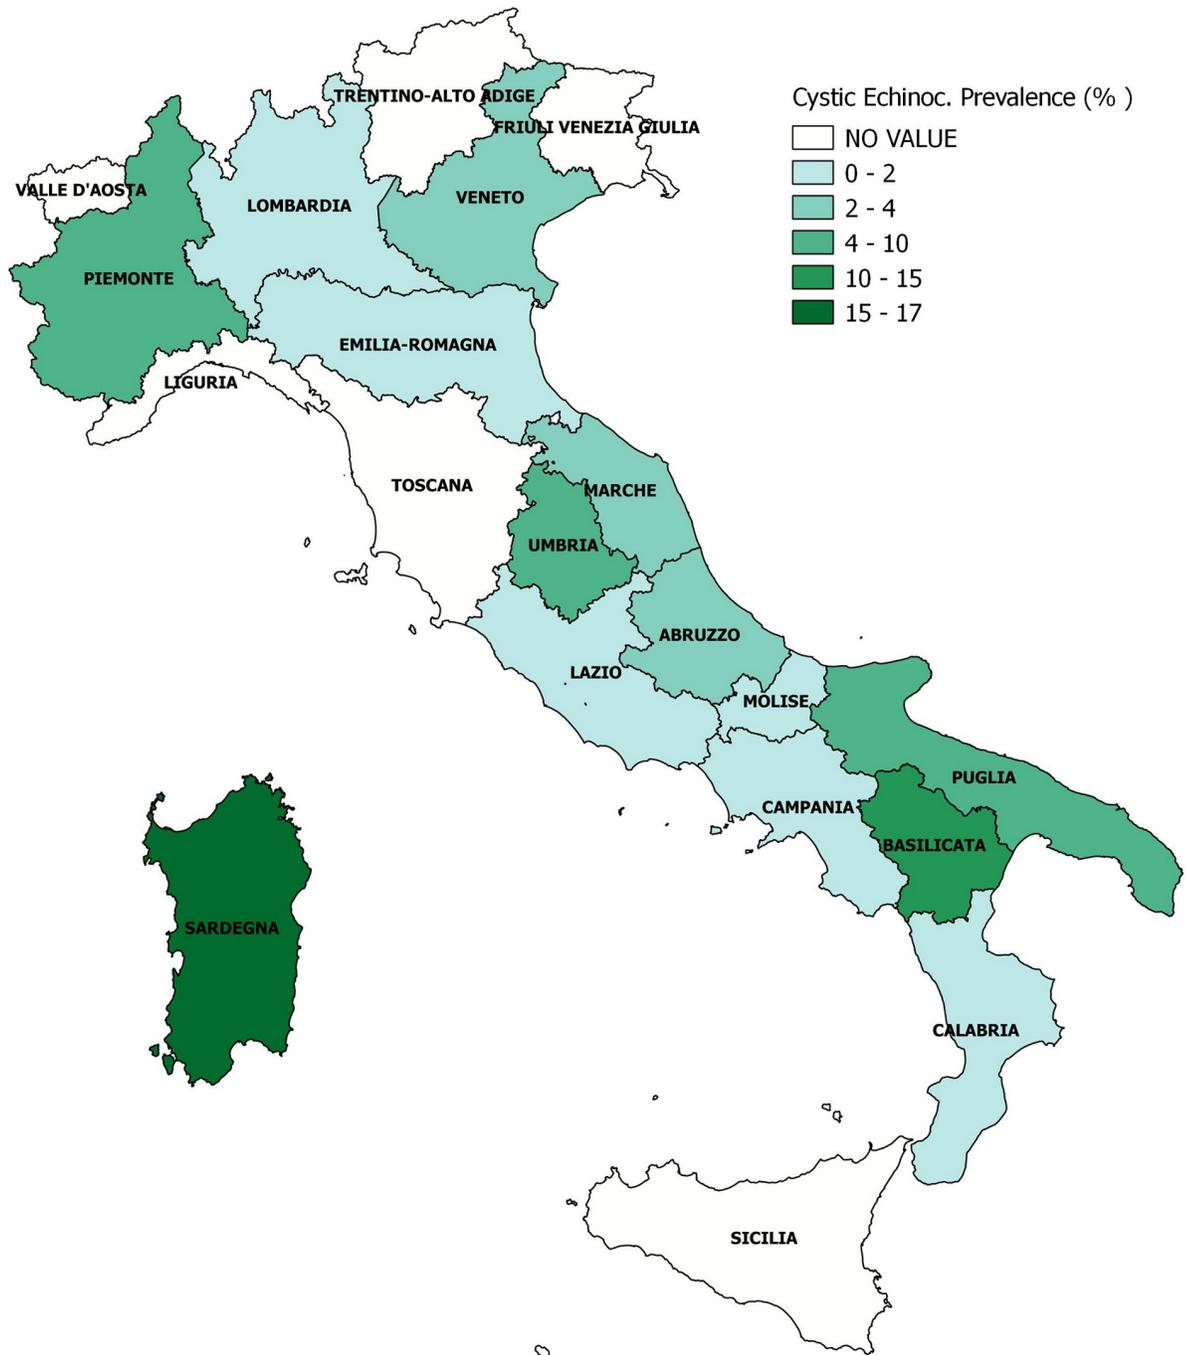 Cystic Echinoc. Prevalence (% )
NO VALUE
0 - 2
2 - 4
4 - 10
10 - 15
15 - 17
TRENTINO-ALTO ADIGE
FRIULI VENEZIA GIULIA
VALLE D'AOSTA
VENETO
LOMBARDIA
PIEMONTE
EMILIA-ROMAGNA
LIGURIA
TOSCANA
MARCHE
UMBRIA
ABRUZZO
LAZIO
MOLISE
PUGLIA
CAMPANIA
BASILICATA
SARDEGNA
CALABRIA
SICILIA